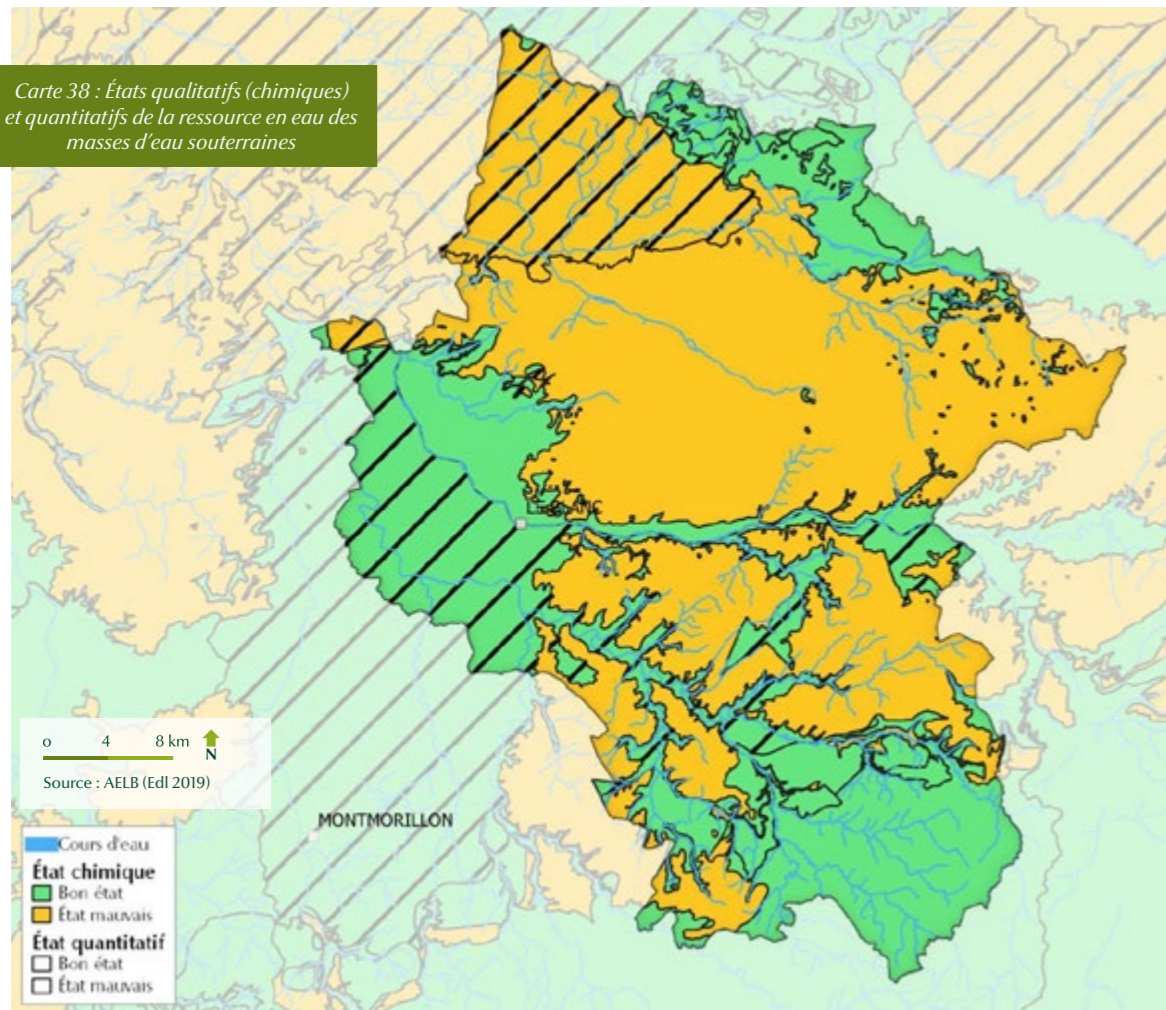 Carte 38 : États qualitatifs (chimiques)
et quantitatifs de la ressource en eau des
masses d'eau souterraines
0 4 8 km
N
Source : AELB (Edl 2019)
MONTMORILLON
Cours d'eau
État chimique
Bon état
État mauvais
État quantitatif
Bon état
État mauvais